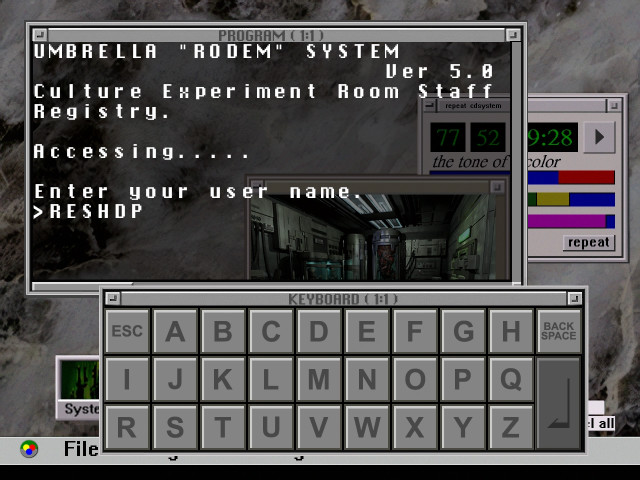 PROGRAM (1:1)
UMBRELLA "RODEM" SYSTEM
Ver 5.0
Culture Experiment Room Staff
Registry.
Accessing.....
Enter your user name.
>RESHDP
repeat cdsystem
77 52 9:28
the tone of color
repeat
KEYBOARD (1:1)
ESC A B C D E F G H BACK SPACE
I J K L M N O P Q
R S T U V W X Y Z
Syste
all
File